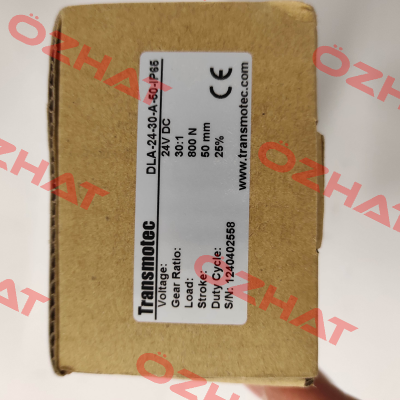 Transmotec
DLA-24-30-A-50-IP65
Voltage: 24V DC
Gear Ratio: 30:1
Load: 800 N
Stroke: 50 mm
Duty Cycle: 25%
S/N: 1240402558
www.transmotec.com
CE
ÖZHAT
ÖZHAT
ÖZHAT
ÖZHAT
ÖZHAT